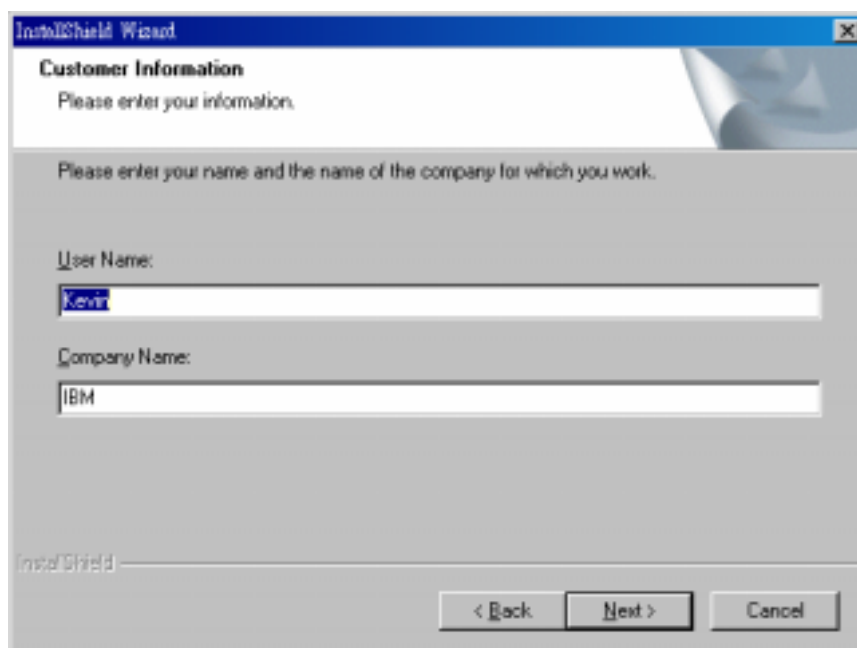 InstallShield Wizard
Customer Information
Please enter your information.
Please enter your name and the name of the company for which you work.
User Name:
Kevin
Company Name:
IBM
InstallShield
< Back
Next >
Cancel